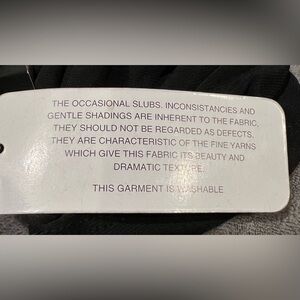 THE OCCASIONAL SLUBS. INCONSISTANCIES AND
GENTLE SHADINGS ARE INHERENT TO THE FABRIC,
THEY SHOULD NOT BE REGARDED AS DEFECTS.
THEY ARE CHARACTERISTIC OF THE FINE YARNS
WHICH GIVE THIS FABRIC ITS BEAUTY AND
DRAMATIC TEXTURE.
THIS GARMENT IS WASHABLE